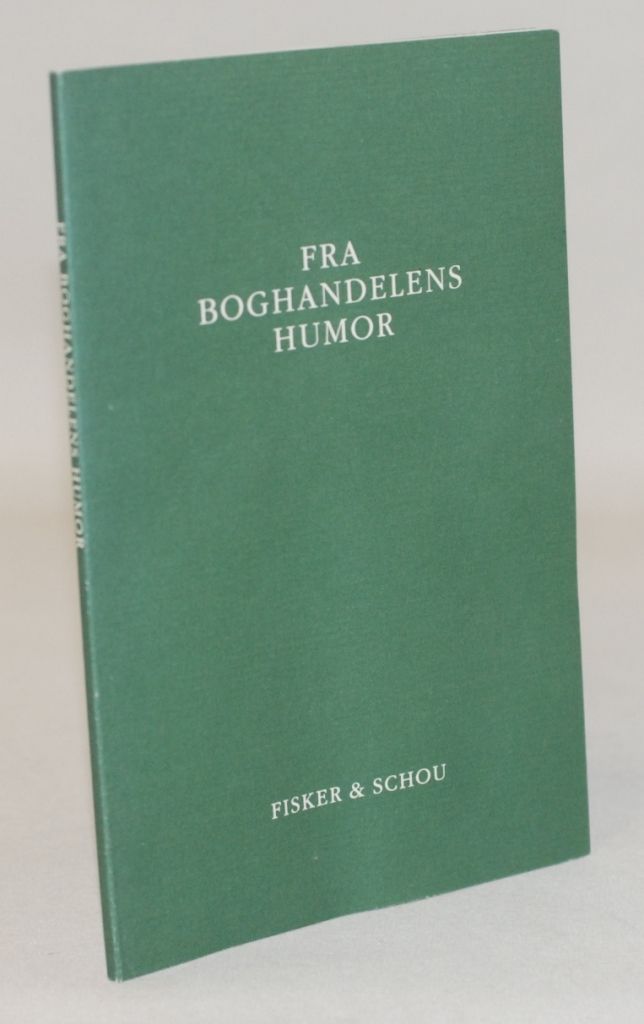 FRA
BOGHANDELENS
HUMOR
FISKER & SCHOU
FRA BOGHANDELENS HUMOR